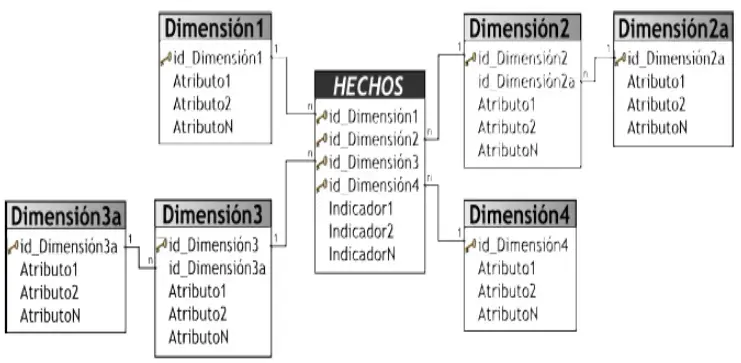 Dimensión1
id_Dimensión1
Atributo1
Atributo2
AtributoN
1
n
HECHOS
id_Dimensión1
id_Dimensión2
id_Dimensión3
id_Dimensión4
Indicador1
Indicador2
IndicadorN
n
1
n
n
1
Dimensión2
id_Dimensión2
id_Dimensión2a
Atributo1
Atributo2
AtributoN
n
1
Dimensión2a
id_Dimensión2a
Atributo1
Atributo2
AtributoN
Dimensión3a
id_Dimensión3a
Atributo1
Atributo2
AtributoN
1
n
Dimensión3
id_Dimensión3
id_Dimensión3a
Atributo1
Atributo2
AtributoN
1
Dimensión4
id_Dimensión4
Atributo1
Atributo2
AtributoN